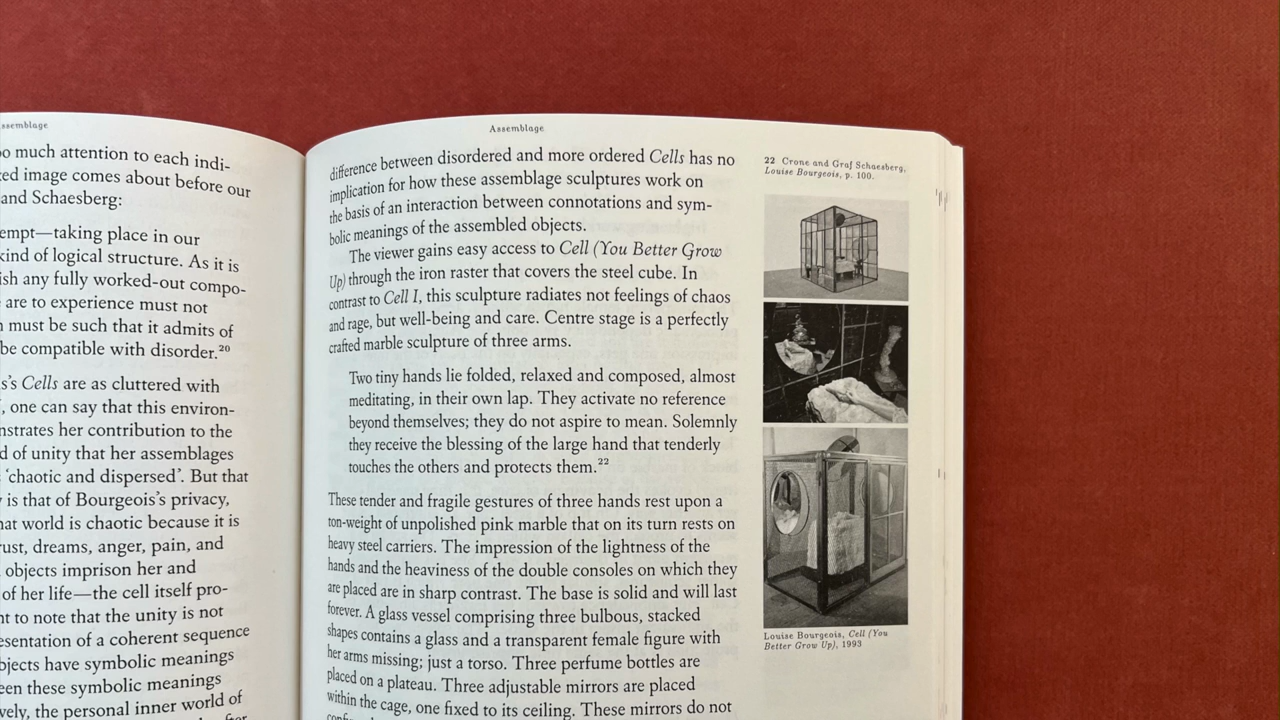 ssemblage
o much attention to each indi-
ed image comes about before our
and Schaesberg:
empt—taking place in our
kind of logical structure. As it is
ish any fully worked-out compo-
are to experience must not
must be such that it admits of
be compatible with disorder.²⁰
s's Cells are as cluttered with
, one can say that this environ-
nstrates her contribution to the
d of unity that her assemblages
'chaotic and dispersed'. But that
is that of Bourgeois's privacy,
hat world is chaotic because it is
rust, dreams, anger, pain, and
objects imprison her and
of her life—the cell itself pro-
nt to note that the unity is not
esentation of a coherent sequence
bjects have symbolic meanings
een these symbolic meanings
vely, the personal inner world of
Assemblage
difference between disordered and more ordered Cells has no
implication for how these assemblage sculptures work on
the basis of an interaction between connotations and sym-
bolic meanings of the assembled objects.
The viewer gains easy access to Cell (You Better Grow
Up) through the iron raster that covers the steel cube. In
contrast to Cell I, this sculpture radiates not feelings of chaos
and rage, but well-being and care. Centre stage is a perfectly
crafted marble sculpture of three arms.
Two tiny hands lie folded, relaxed and composed, almost
meditating, in their own lap. They activate no reference
beyond themselves; they do not aspire to mean. Solemnly
they receive the blessing of the large hand that tenderly
touches the others and protects them.²²
These tender and fragile gestures of three hands rest upon a
ton-weight of unpolished pink marble that on its turn rests on
heavy steel carriers. The impression of the lightness of the
hands and the heaviness of the double consoles on which they
are placed are in sharp contrast. The base is solid and will last
forever. A glass vessel comprising three bulbous, stacked
shapes contains a glass and a transparent female figure with
her arms missing; just a torso. Three perfume bottles are
placed on a plateau. Three adjustable mirrors are placed
within the cage, one fixed to its ceiling. These mirrors do not
22 Crone and Graf Schaesberg,
Louise Bourgeois, p. 100.
Louise Bourgeois, Cell (You
Better Grow Up), 1993